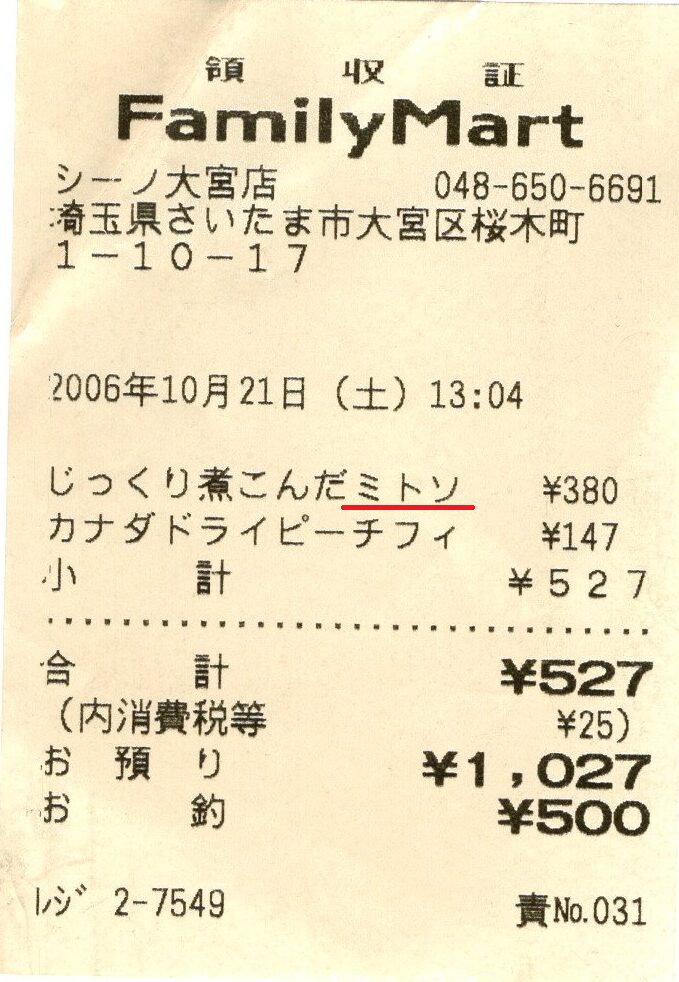 領収証
FamilyMart
シーノ大宮店 048-650-6691
埼玉県さいたま市大宮区桜木町
1－10－17
2006年10月21日（土）13:04
じっくり煮こんだミトソ ¥380
カナダドライピーチフィ ¥147
小計 ¥527
合計 ¥527
（内消費税等 ¥25）
お預り ¥1,027
お釣 ¥500
レジ 2-7549 責No.031